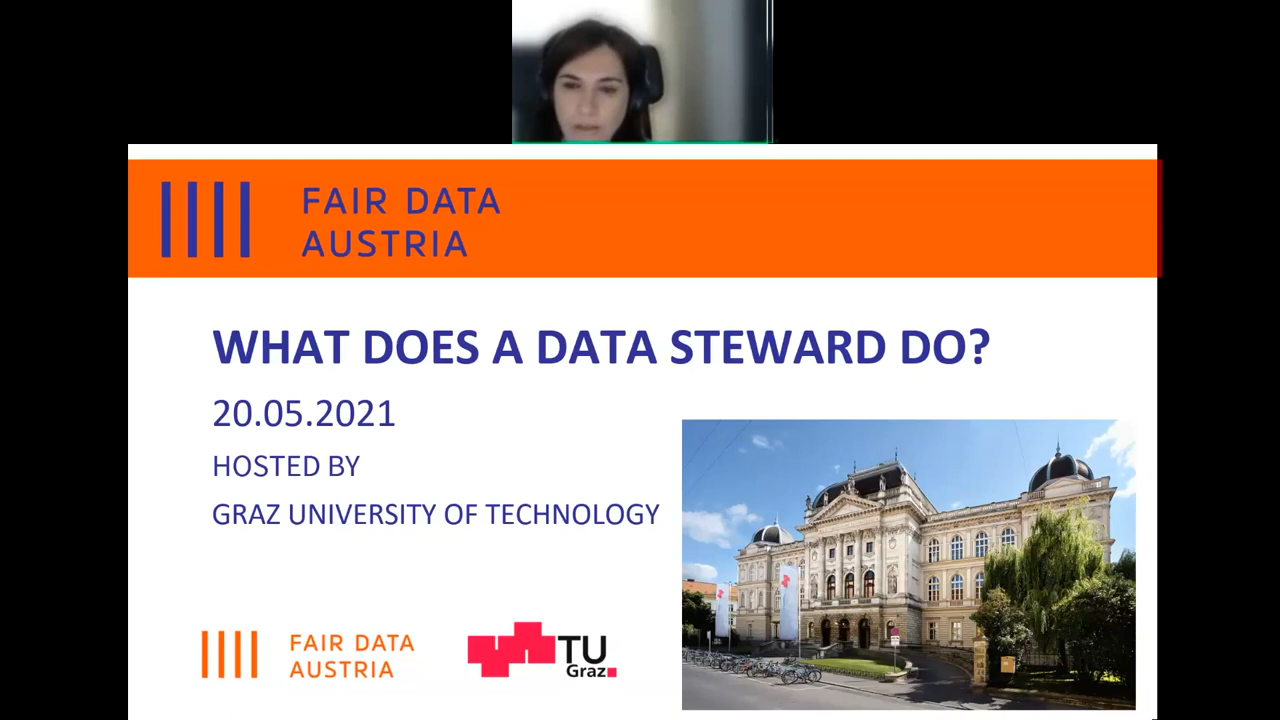 FAIR DATA
AUSTRIA
WHAT DOES A DATA STEWARD DO?
20.05.2021
HOSTED BY
GRAZ UNIVERSITY OF TECHNOLOGY
FAIR DATA
AUSTRIA
TU
Graz